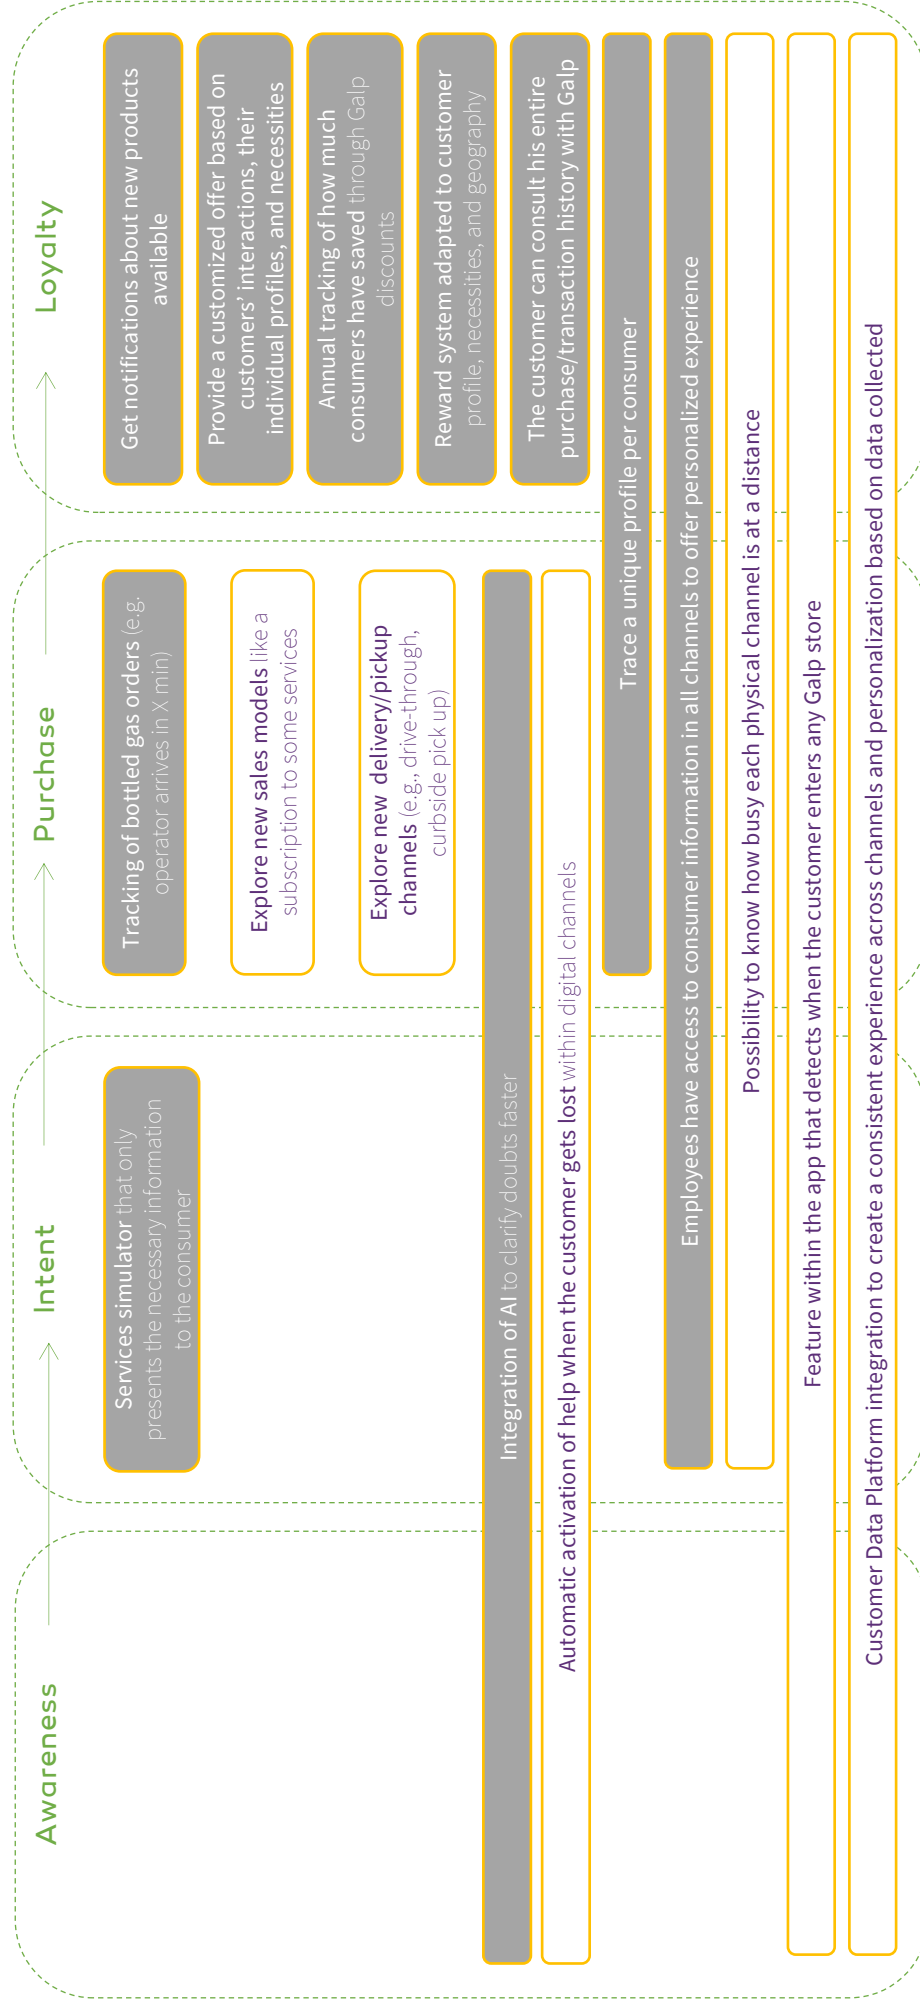 Awareness
Intent
Purchase
Loyalty
Services simulator that only
presents the necessary information
to the consumer
Tracking of bottled gas orders (e.g.
operator arrives in X min)
Explore new sales models like a
subscription to some services
Explore new delivery/pickup
channels (e.g., drive-through,
curbside pick up)
Get notifications about new products
available
Provide a customized offer based on
customers’ interactions, their
individual profiles, and necessities
Annual tracking of how much
consumers have saved through Galp
discounts
Reward system adapted to customer
profile, necessities, and geography
The customer can consult his entire
purchase/transaction history with Galp
Integration of AI to clarify doubts faster
Automatic activation of help when the customer gets lost within digital channels
Trace a unique profile per consumer
Employees have access to consumer information in all channels to offer personalized experience
Possibility to know how busy each physical channel is at a distance
Feature within the app that detects when the customer enters any Galp store
Customer Data Platform integration to create a consistent experience across channels and personalization based on data collected